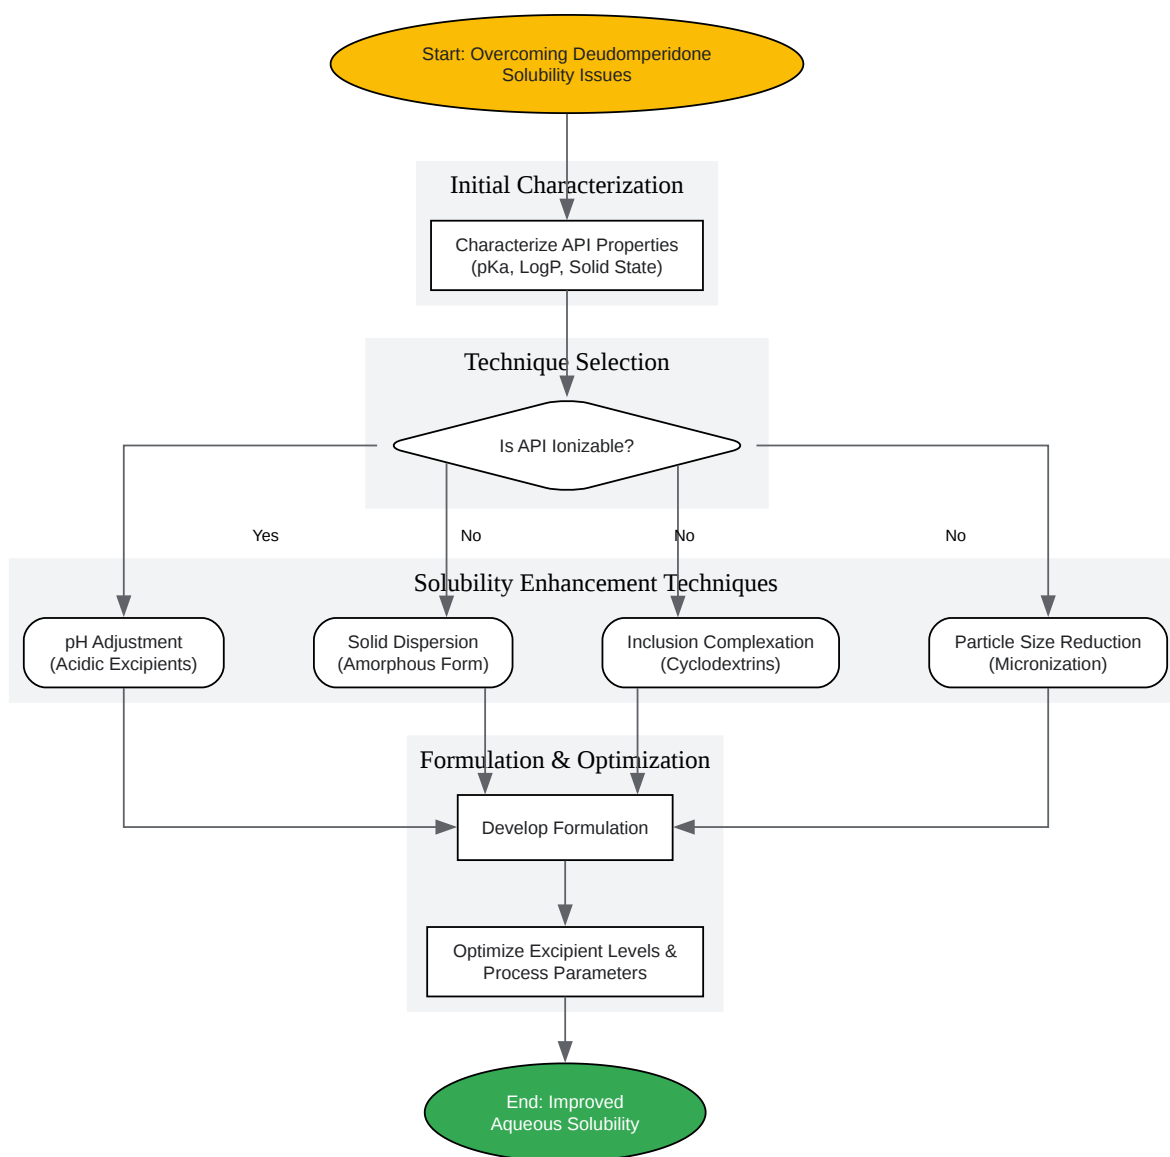 Start: Overcoming Deudomperidone
Solubility Issues
Initial Characterization
Characterize API Properties
(pKa, LogP, Solid State)
Technique Selection
Is API Ionizable?
Yes
No
No
No
Solubility Enhancement Techniques
pH Adjustment
(Acidic Excipients)
Solid Dispersion
(Amorphous Form)
Inclusion Complexation
(Cyclodextrins)
Particle Size Reduction
(Micronization)
Formulation & Optimization
Develop Formulation
Optimize Excipient Levels &
Process Parameters
End: Improved
Aqueous Solubility